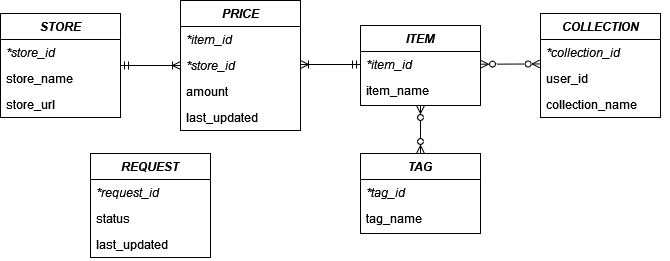 STORE
*store_id
store_name
store_url
PRICE
*item_id
*store_id
amount
last_updated
ITEM
*item_id
item_name
COLLECTION
*collection_id
user_id
collection_name
REQUEST
*request_id
status
last_updated
TAG
*tag_id
tag_name